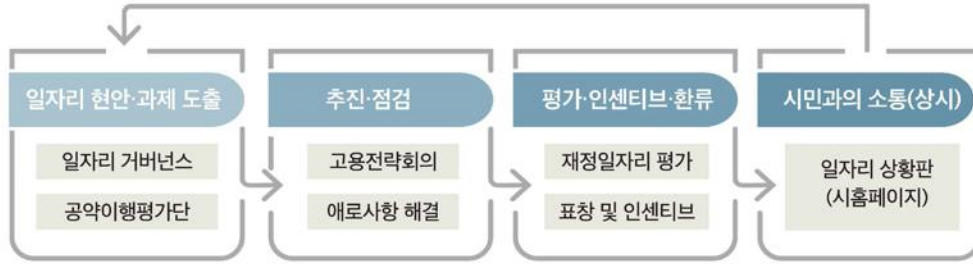 일자리 현안·과제 도출
일자리 거버넌스
공약이행평가단
추진·점검
고용전략회의
애로사항 해결
평가·인센티브·환류
재정일자리 평가
표창 및 인센티브
시민과의 소통(상시)
일자리 상황판
(시홈페이지)